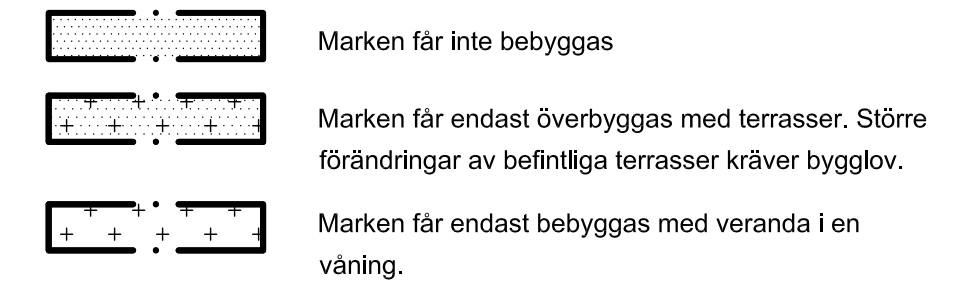 Marken får inte bebyggas
Marken får endast överbyggas med terrasser. Större
förändringar av befintliga terrasser kräver bygglov.
Marken får endast bebyggas med veranda i en
våning.